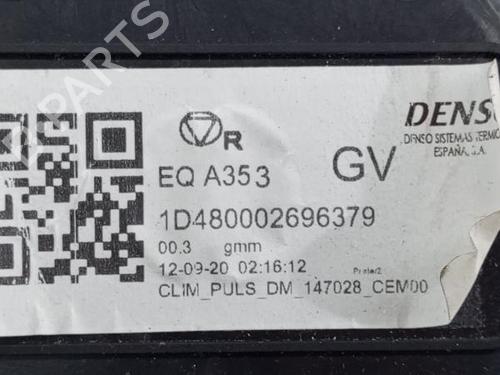 R
DENSO
DENSO SISTEMAS TERMICOS
ESPAÑA, S.A.
EQ A353
GV
1D480002696379
00.3 gmm
12-09-20 02:16:12
Printer2
CLIM_PULS_DM_147028_CEM00
B PARTS